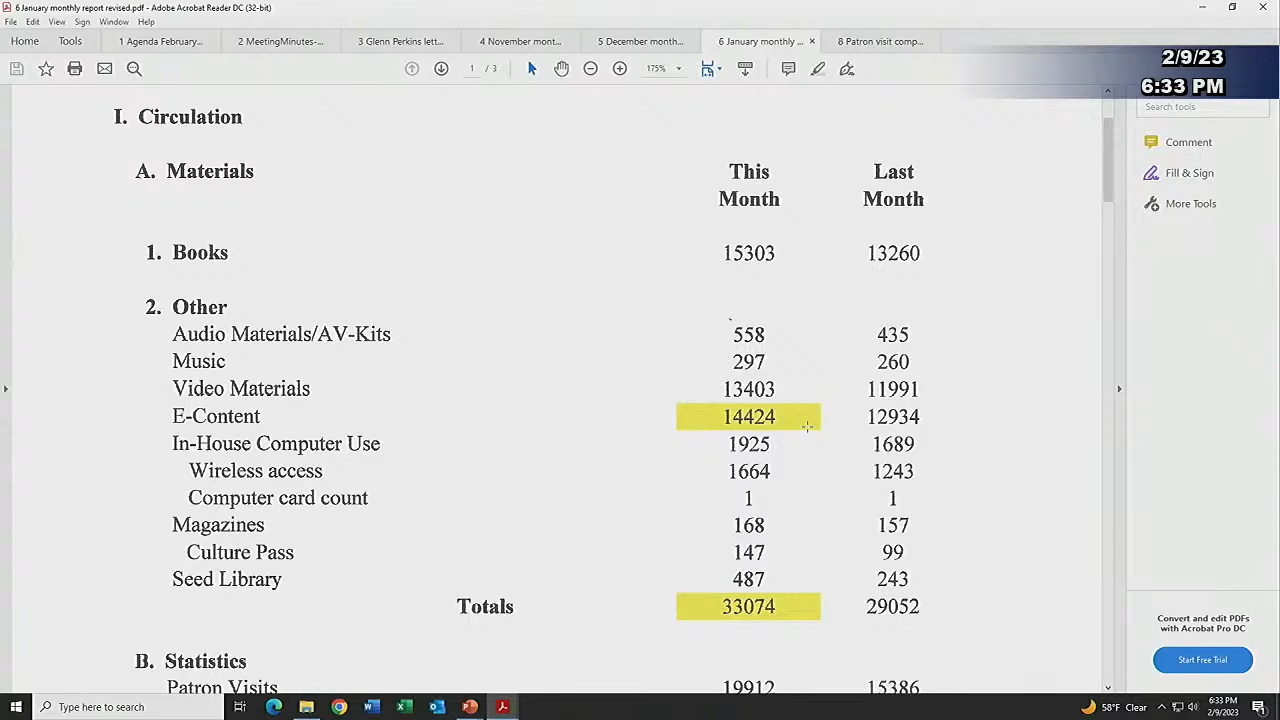 6 January monthly report revised.pdf - Adobe Acrobat Reader DC (32-bit)
File Edit View Sign Window Help
Home Tools 1 Agenda February... 2 MeetingMinutes-... 3 Glenn Perkins lett... 4 November mont... 5 December month... 6 January monthly ... 8 Patron visit comp...
175%
2/9/23
6:33 PM
Search tools
Comment
Fill & Sign
More Tools
I. Circulation
A. Materials This Month Last Month
1. Books 15303 13260
2. Other
Audio Materials/AV-Kits 558 435
Music 297 260
Video Materials 13403 11991
E-Content 14424 12934
In-House Computer Use 1925 1689
Wireless access 1664 1243
Computer card count 1 1
Magazines 168 157
Culture Pass 147 99
Seed Library 487 243
Totals 33074 29052
B. Statistics
Patron Visits 19912 15386
Convert and edit PDFs
with Acrobat Pro DC
Start Free Trial
Type here to search
58°F Clear
6:33 PM
2/9/2023